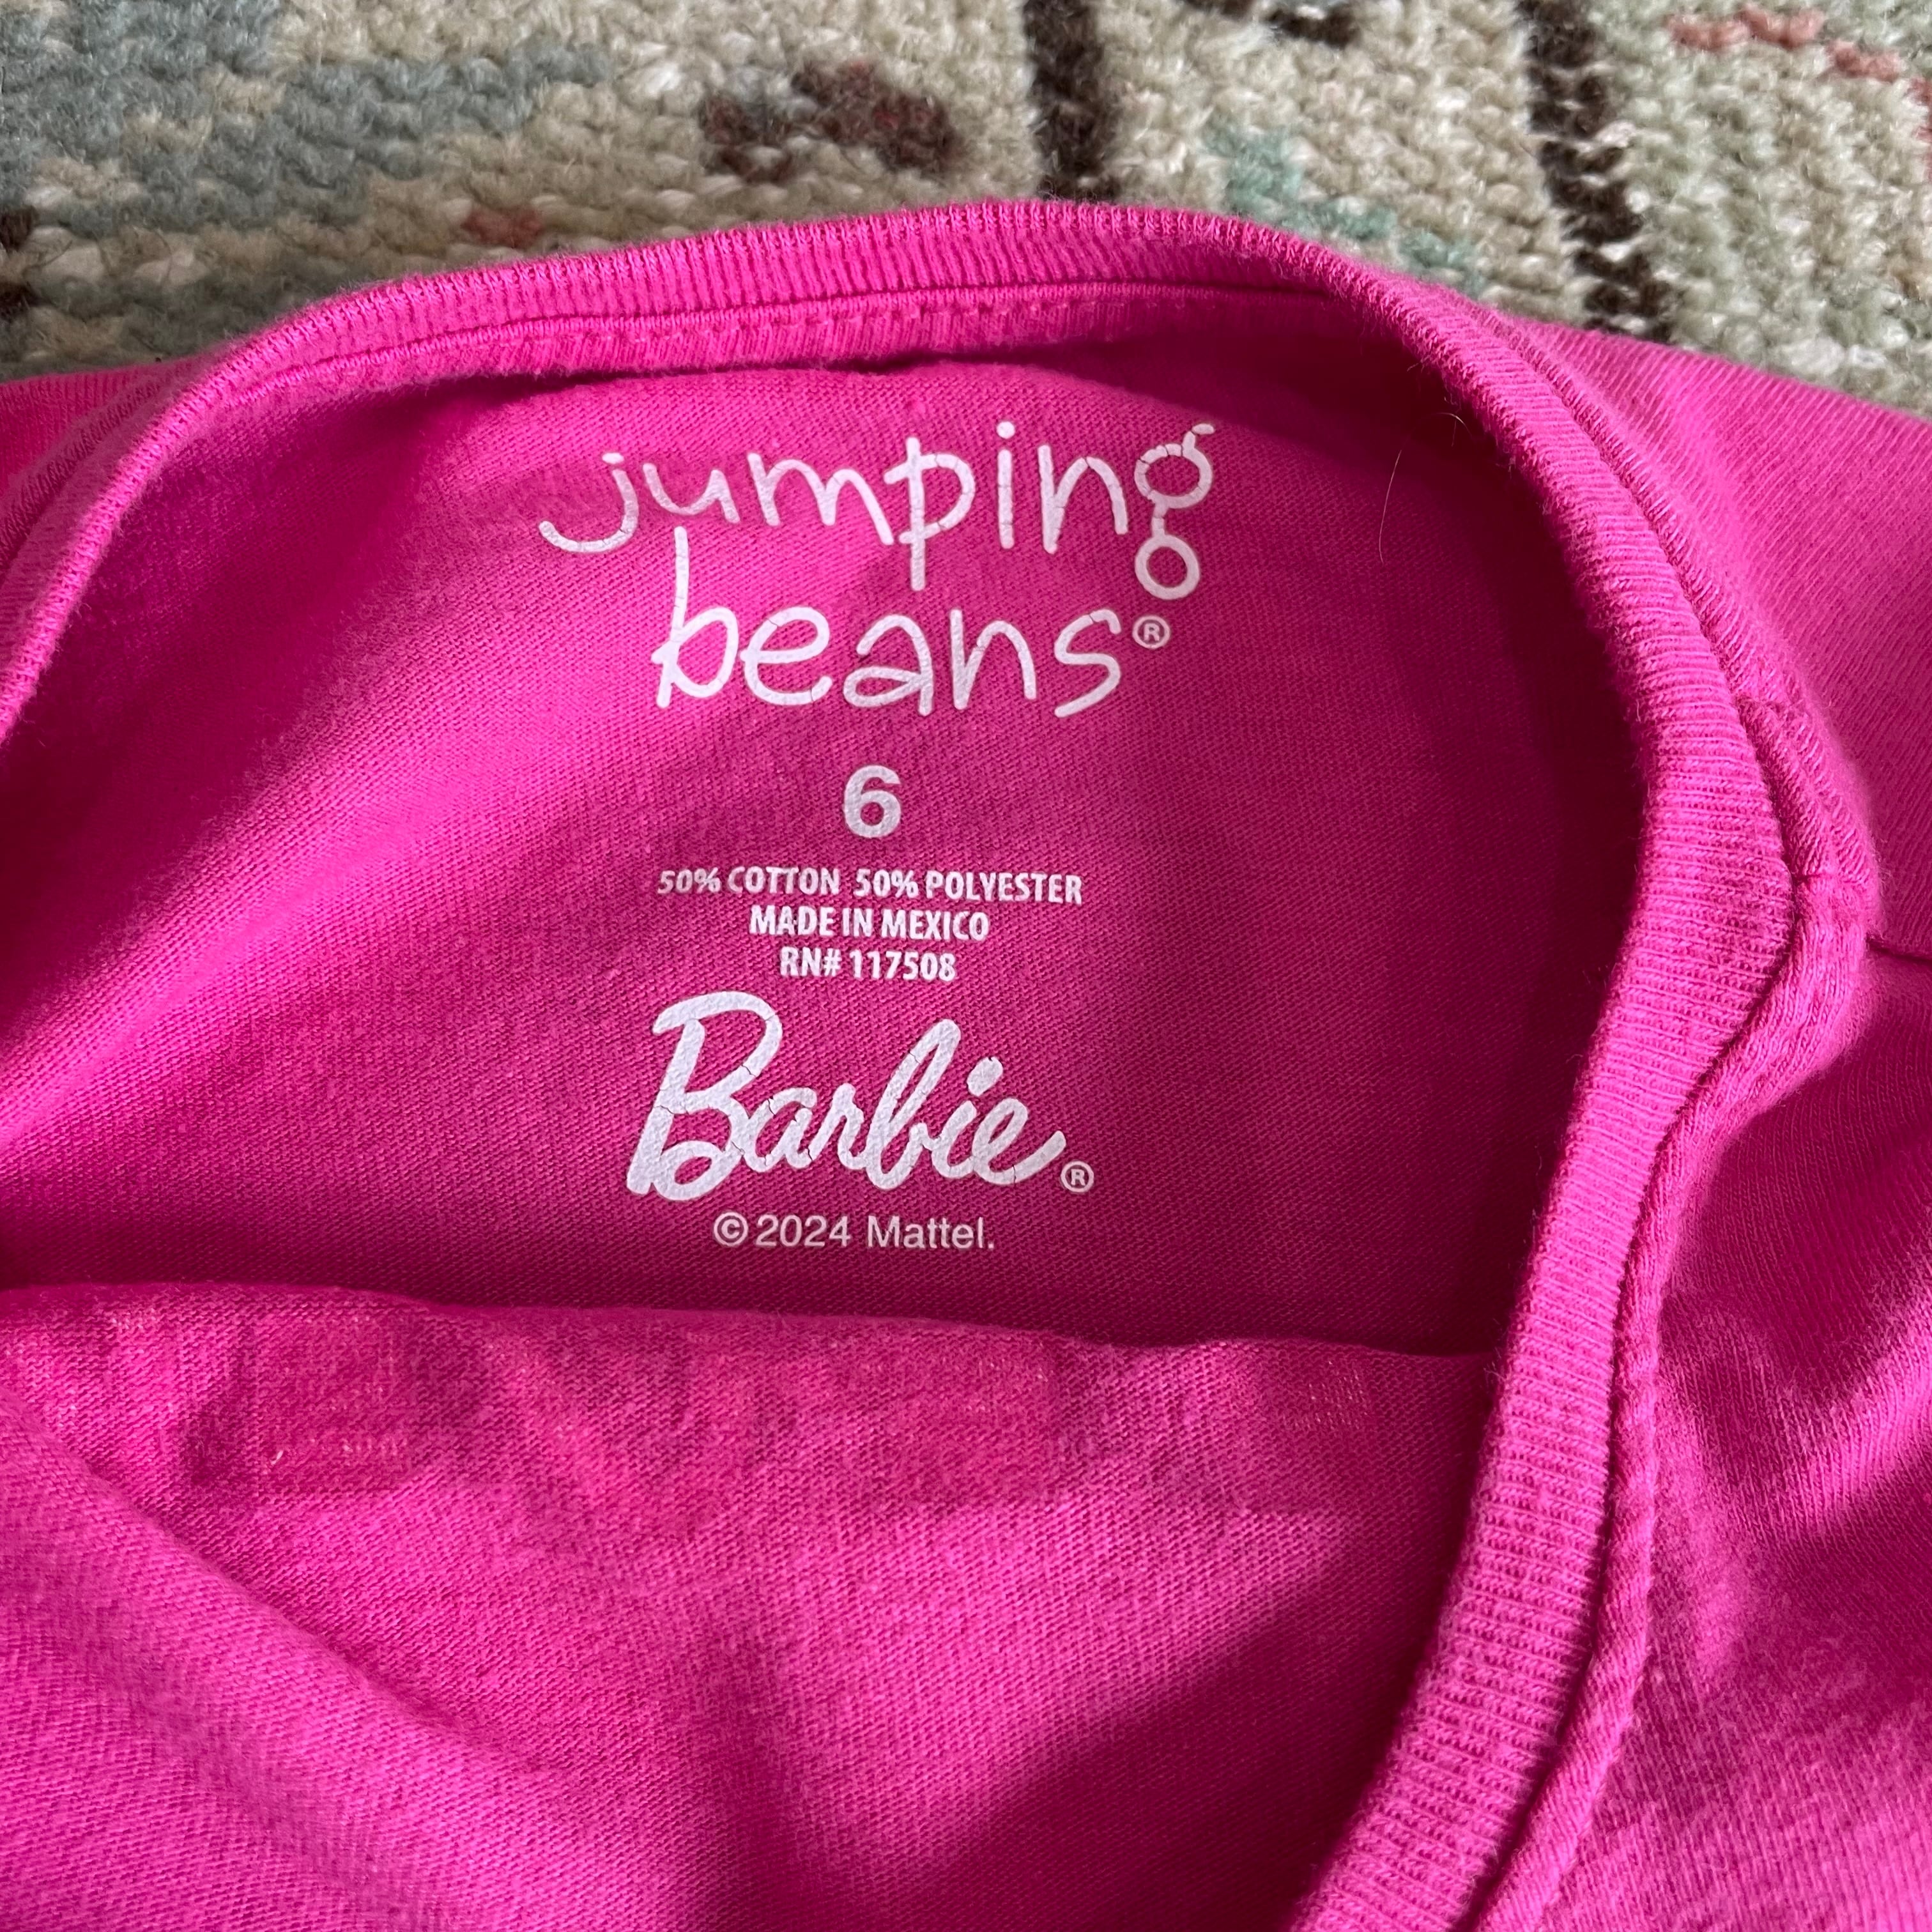 jumping
beans®
6
50% COTTON 50% POLYESTER
MADE IN MEXICO
RN# 117508
Barbie®
©2024 Mattel.